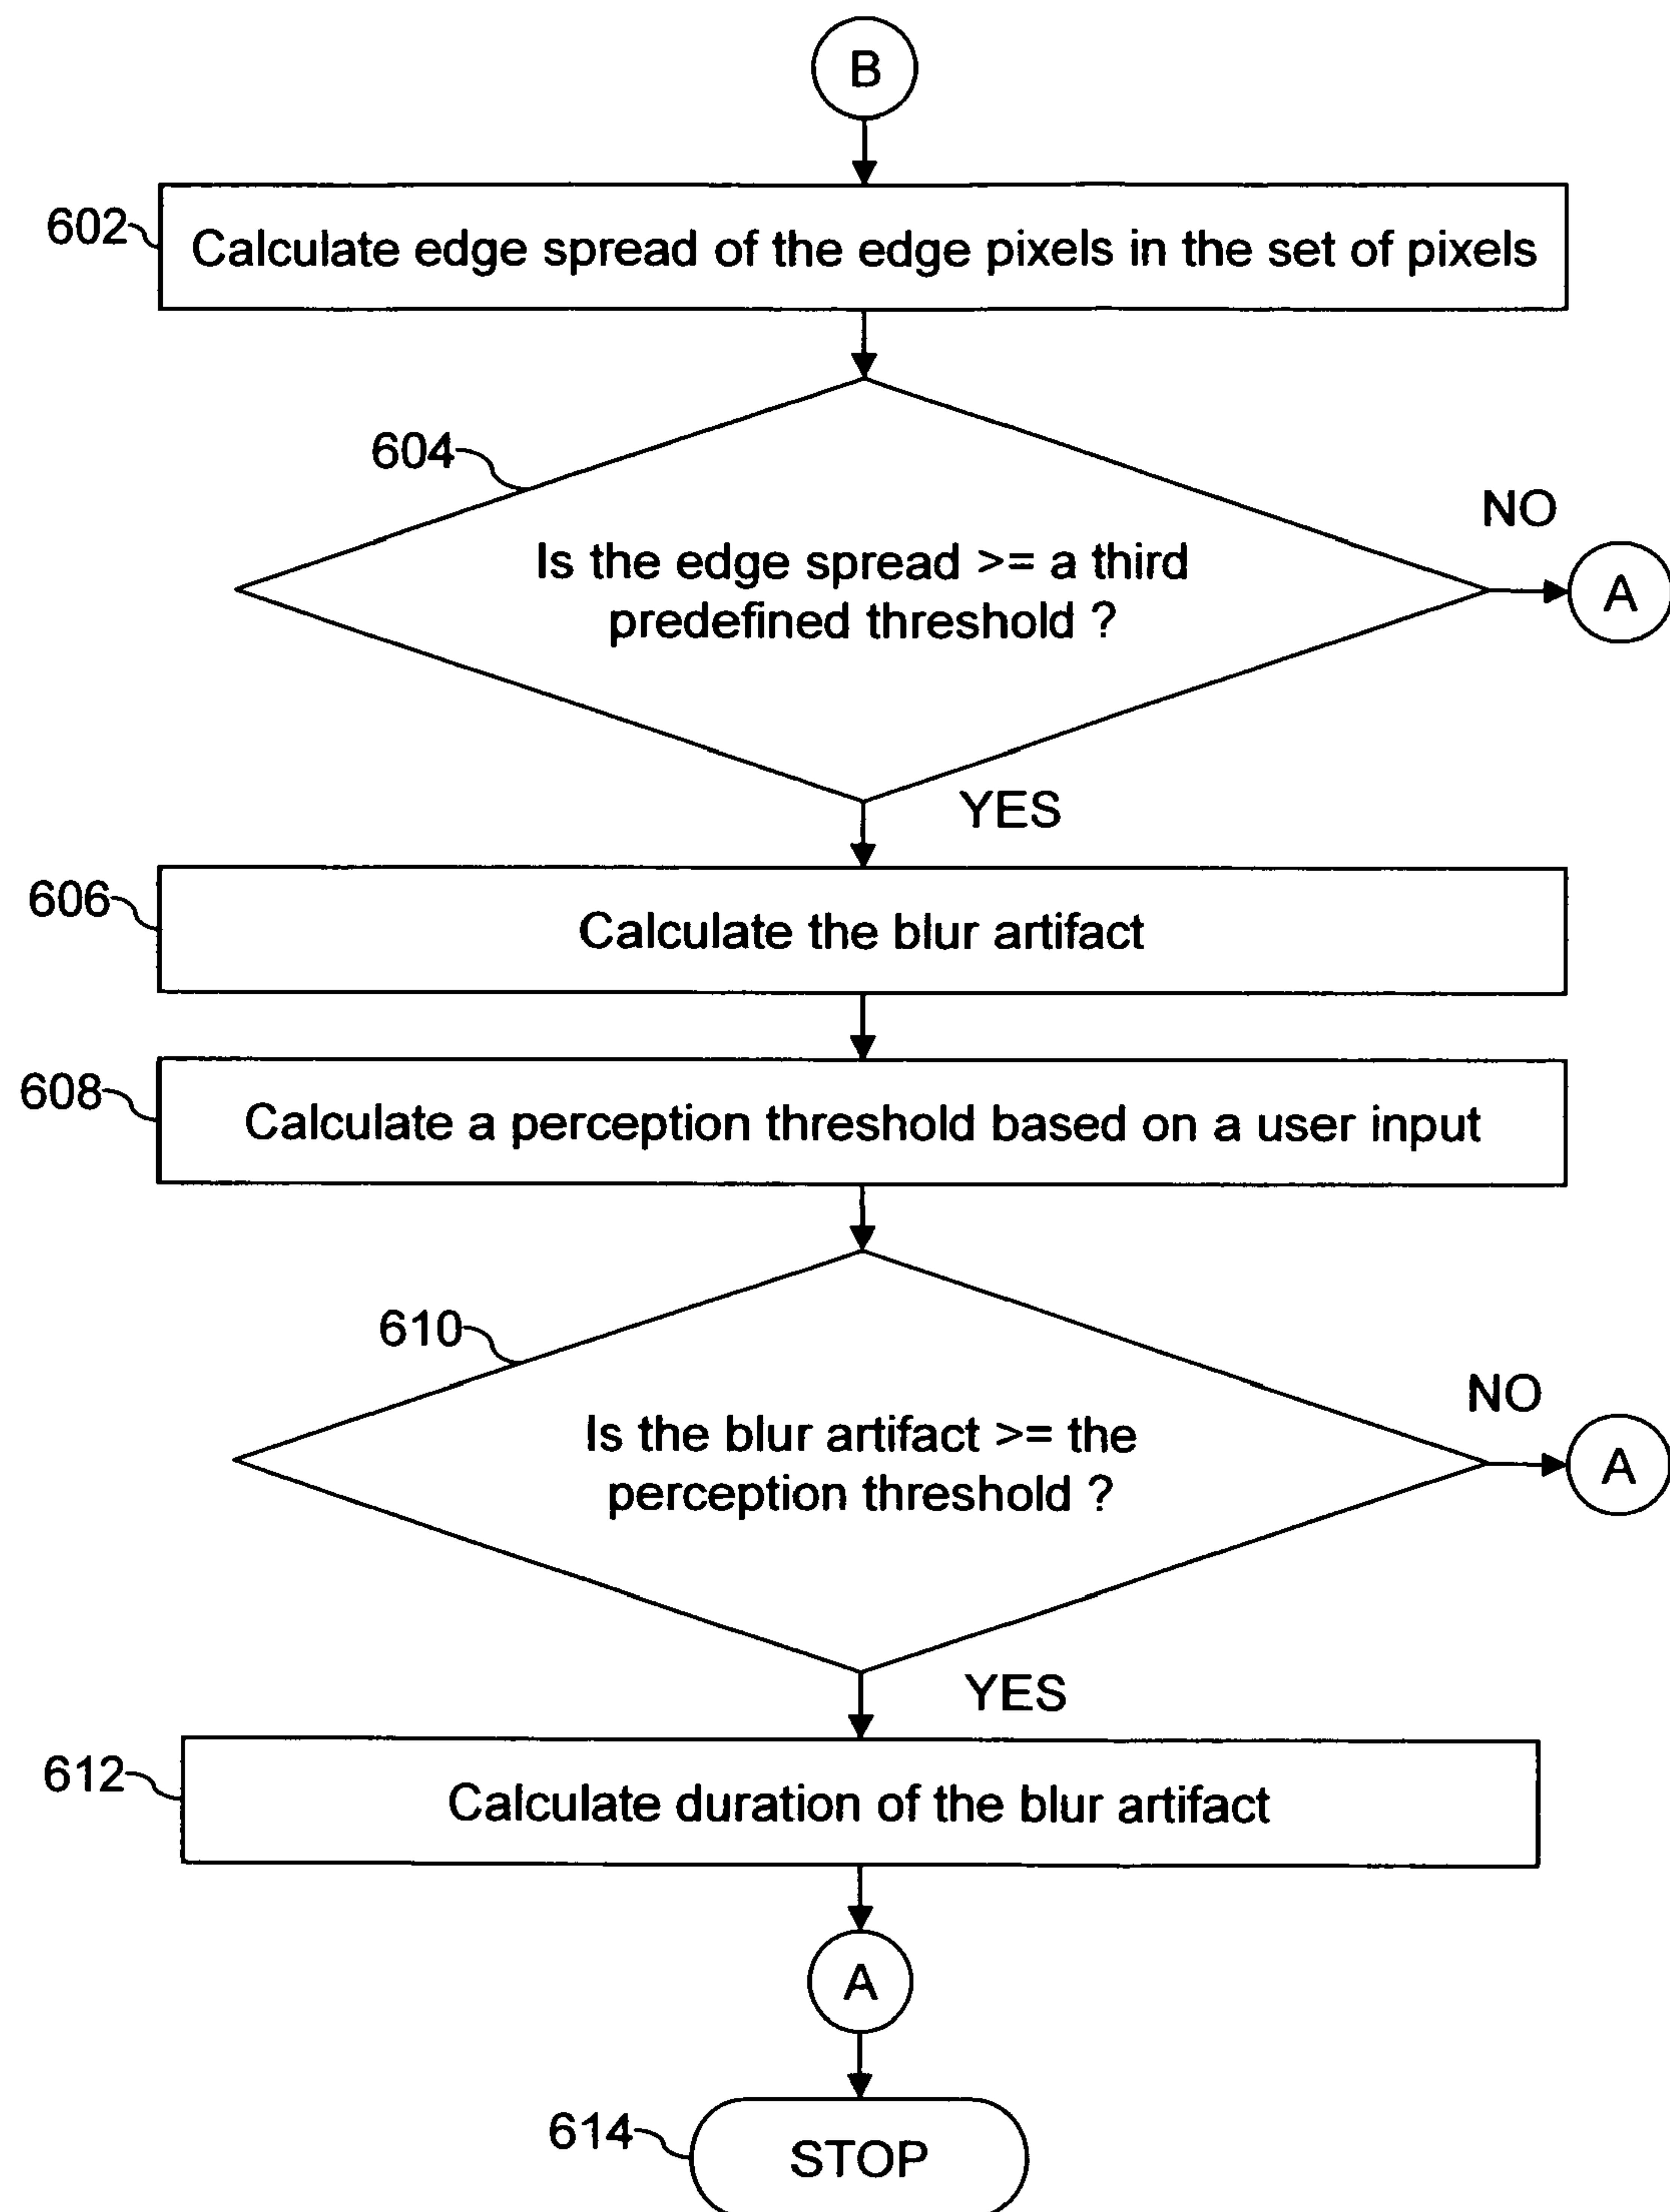 B
602
Calculate edge spread of the edge pixels in the set of pixels
604
Is the edge spread >= a third
predefined threshold ?
NO
A
YES
606
Calculate the blur artifact
608
Calculate a perception threshold based on a user input
610
Is the blur artifact >= the
perception threshold ?
NO
A
YES
612
Calculate duration of the blur artifact
A
614
STOP